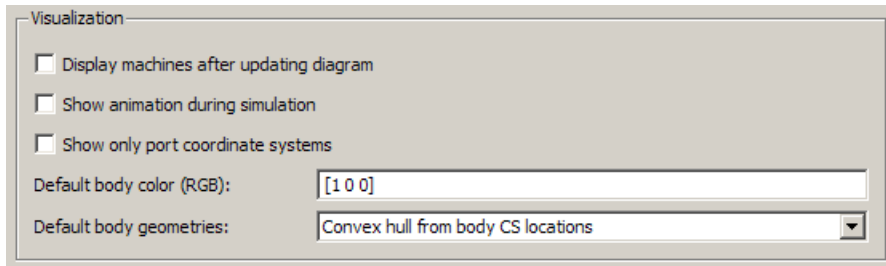 Visualization
Display machines after updating diagram
Show animation during simulation
Show only port coordinate systems
Default body color (RGB): [1 0 0]
Default body geometries: Convex hull from body CS locations